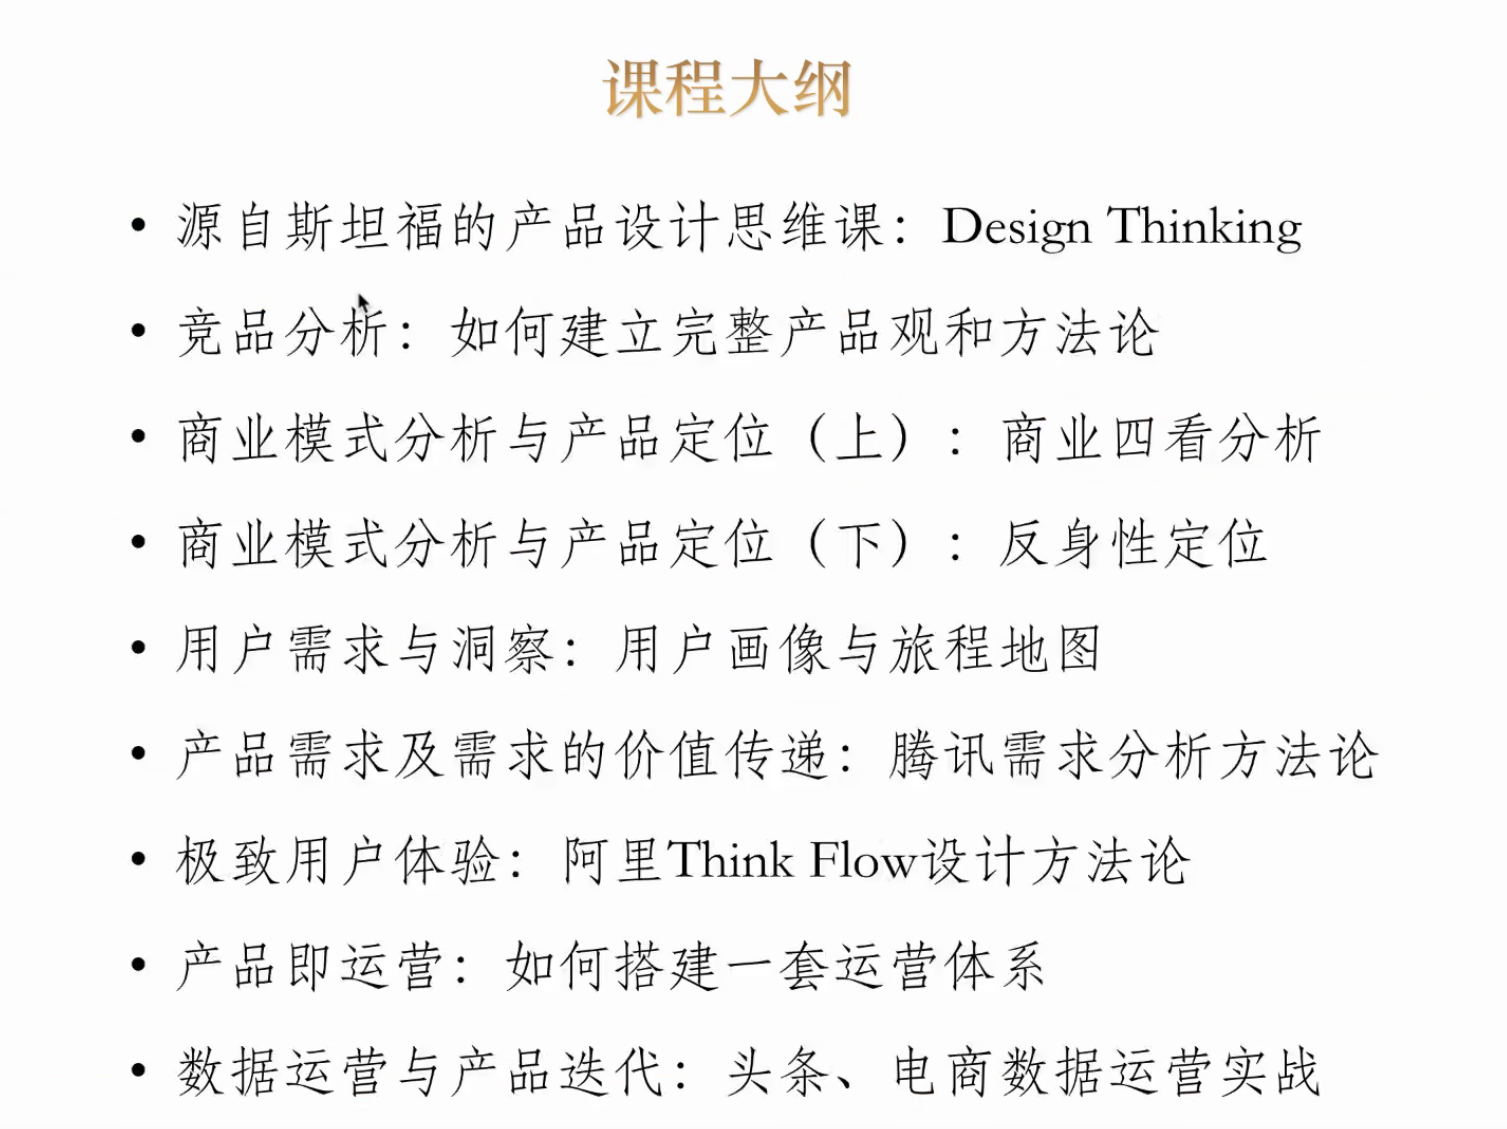 课程大纲
• 源自斯坦福的产品设计思维课：Design Thinking
• 竞品分析：如何建立完整产品观和方法论
• 商业模式分析与产品定位（上）：商业四看分析
• 商业模式分析与产品定位（下）：反身性定位
• 用户需求与洞察：用户画像与旅程地图
• 产品需求及需求的价值传递：腾讯需求分析方法论
• 极致用户体验：阿里Think Flow设计方法论
• 产品即运营：如何搭建一套运营体系
• 数据运营与产品迭代：头条、电商数据运营实战